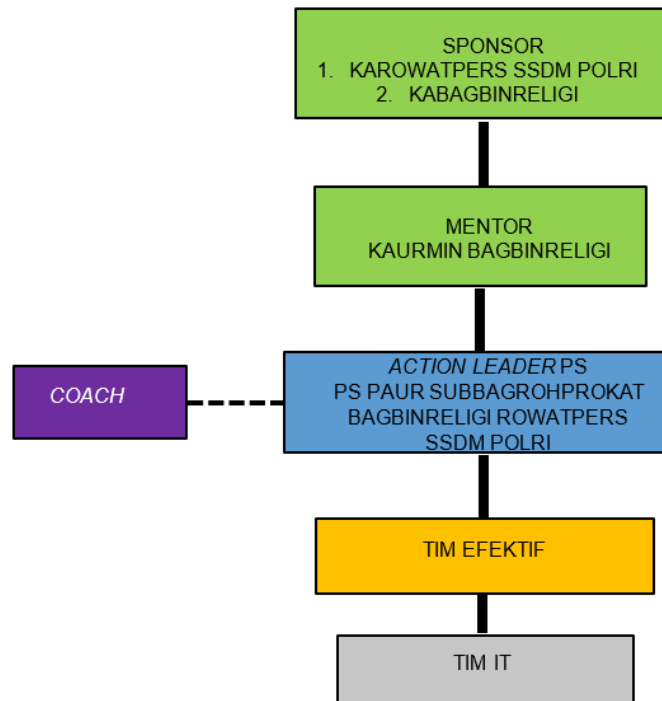 SPONSOR
1. KAROWATPERS SSDM POLRI
2. KABAGBINRELIGI
MENTOR
KAURMIN BAGBINRELIGI
COACH
ACTION LEADER PS
PS PAUR SUBBAGROHPROKAT
BAGBINRELIGI ROWATPERS
SSDM POLRI
TIM EFEKTIF
TIM IT